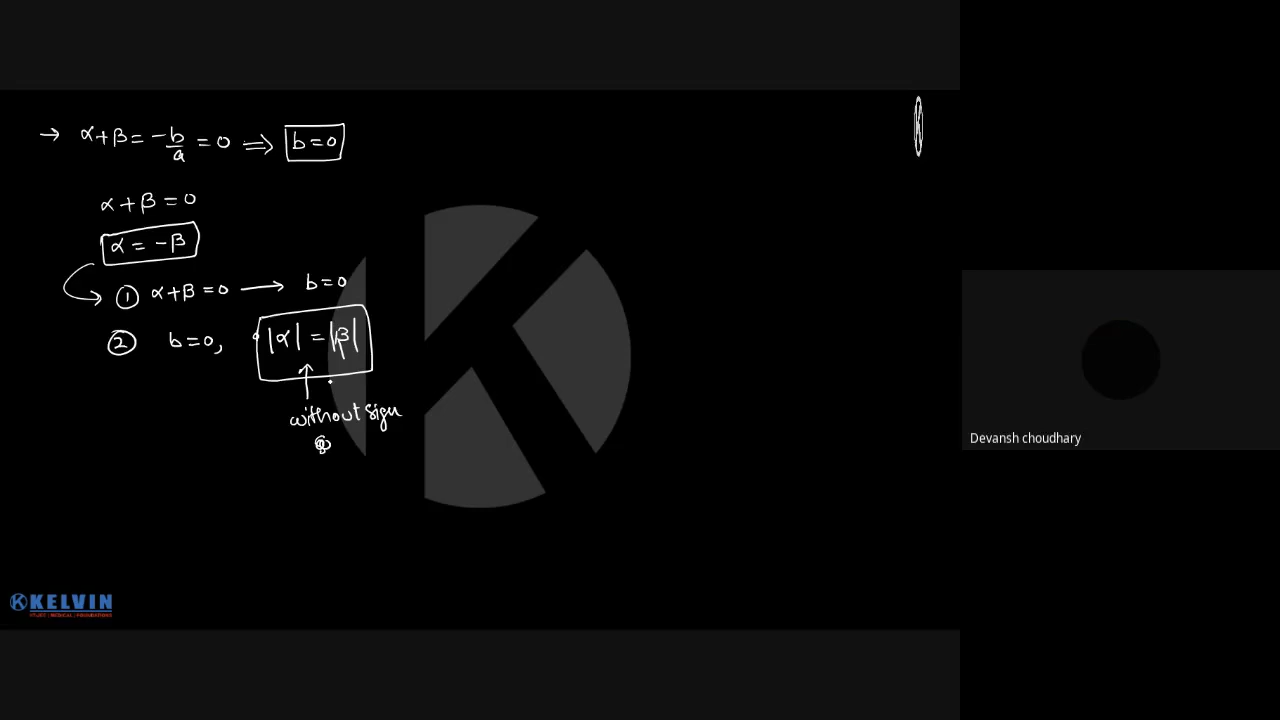 → α+β = -b/a = 0 ⇒ b=0
α + β = 0
α = -β
① α+β = 0 → b=0
② b=0, |α| = |β|
without sign
Devansh choudhary
KELVIN